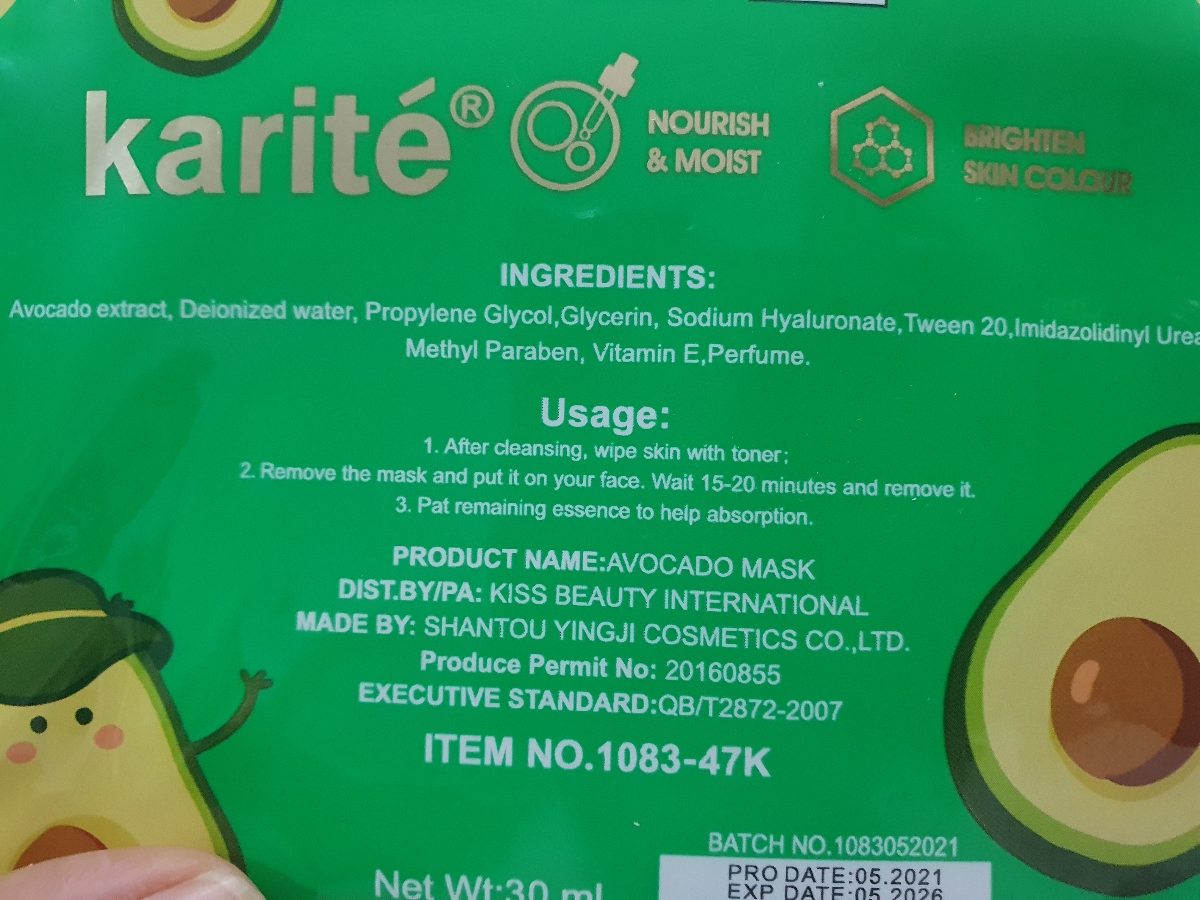 karité®
NOURISH
& MOIST
BRIGHTEN
SKIN COLOUR
INGREDIENTS:
Avocado extract, Deionized water, Propylene Glycol,Glycerin, Sodium Hyaluronate,Tween 20,Imidazolidinyl Urea
Methyl Paraben, Vitamin E,Perfume.
Usage:
1. After cleansing, wipe skin with toner;
2. Remove the mask and put it on your face. Wait 15-20 minutes and remove it.
3. Pat remaining essence to help absorption.
PRODUCT NAME:AVOCADO MASK
DIST.BY/PA: KISS BEAUTY INTERNATIONAL
MADE BY: SHANTOU YINGJI COSMETICS CO.,LTD.
Produce Permit No: 20160855
EXECUTIVE STANDARD:QB/T2872-2007
ITEM NO.1083-47K
BATCH NO.1083052021
PRO DATE:05.2021
EXP DATE:05.2026
Net Wt:30 ml